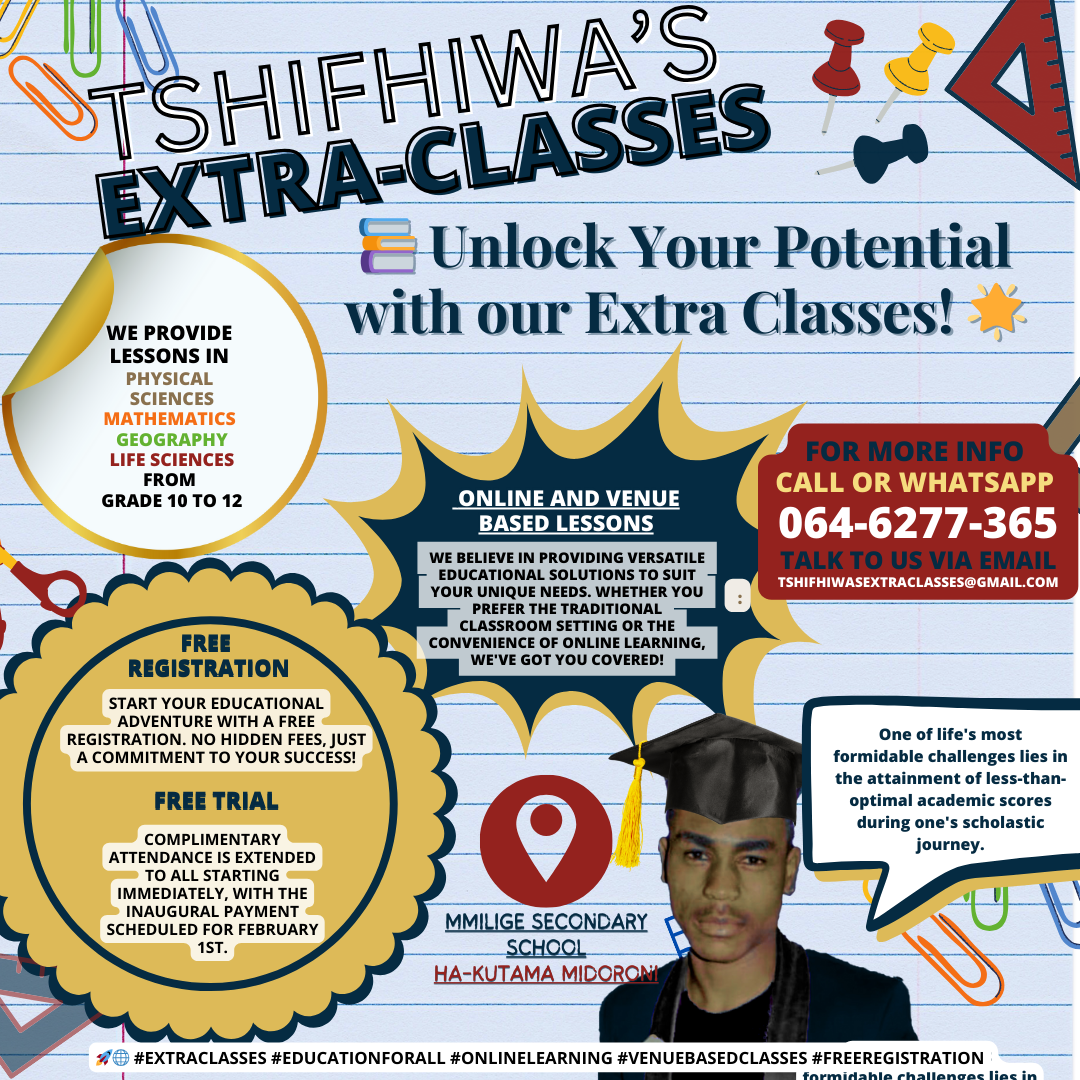 TSHIFHIWA'S
EXTRA-CLASSES
📚 Unlock Your Potential
with our Extra Classes! 🌟
WE PROVIDE
LESSONS IN
PHYSICAL
SCIENCES
MATHEMATICS
GEOGRAPHY
LIFE SCIENCES
FROM
GRADE 10 TO 12
ONLINE AND VENUE
BASED LESSONS
WE BELIEVE IN PROVIDING VERSATILE
EDUCATIONAL SOLUTIONS TO SUIT
YOUR UNIQUE NEEDS. WHETHER YOU
PREFER THE TRADITIONAL
CLASSROOM SETTING OR THE
CONVENIENCE OF ONLINE LEARNING,
WE'VE GOT YOU COVERED!
:
FOR MORE INFO
CALL OR WHATSAPP
064-6277-365
TALK TO US VIA EMAIL
TSHIFHIWASEXTRACLASSES@GMAIL.COM
FREE
REGISTRATION
START YOUR EDUCATIONAL
ADVENTURE WITH A FREE
REGISTRATION. NO HIDDEN FEES, JUST
A COMMITMENT TO YOUR SUCCESS!
FREE TRIAL
COMPLIMENTARY
ATTENDANCE IS EXTENDED
TO ALL STARTING
IMMEDIATELY, WITH THE
INAUGURAL PAYMENT
SCHEDULED FOR FEBRUARY
1ST.
MMILIGE SECONDARY
SCHOOL
HA-KUTAMA MIDORONI
One of life's most
formidable challenges lies in
the attainment of less-than-
optimal academic scores
during one's scholastic
journey.
🚀🌐 #EXTRACLASSES #EDUCATIONFORALL #ONLINELEARNING #VENUEBASEDCLASSES #FREEREGISTRATION
formidable challenges lies in